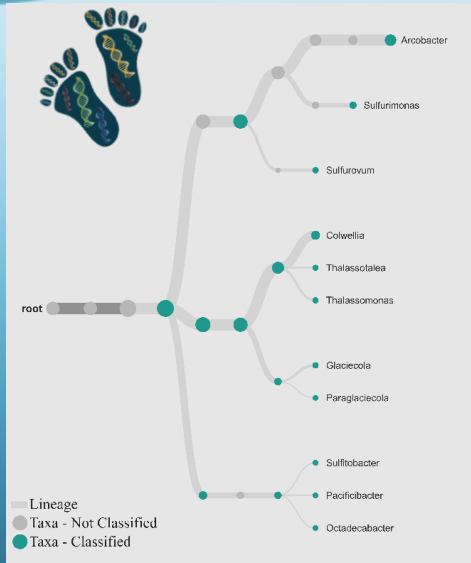 Arcobacter
Sulfurimonas
Sulfurovum
Colwellia
Thalassotalea
root
Thalassomonas
Glaciecola
Paraglaciecola
Sulfitobacter
Lineage
Pacificibacter
Taxa - Not Classified
Octadecabacter
Taxa - Classified